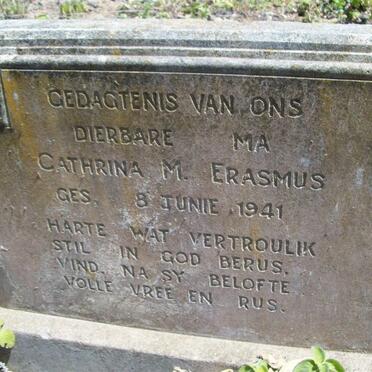 GEDAGTENIS VAN ONS
DIERBARE MA
CATHRINA M. ERASMUS
GES. 8 JUNIE 1941
HARTE WAT VERTROULIK
STIL IN GOD BERUS.
VIND. NA SY BELOFTE
VOLLE VREE EN RUS.